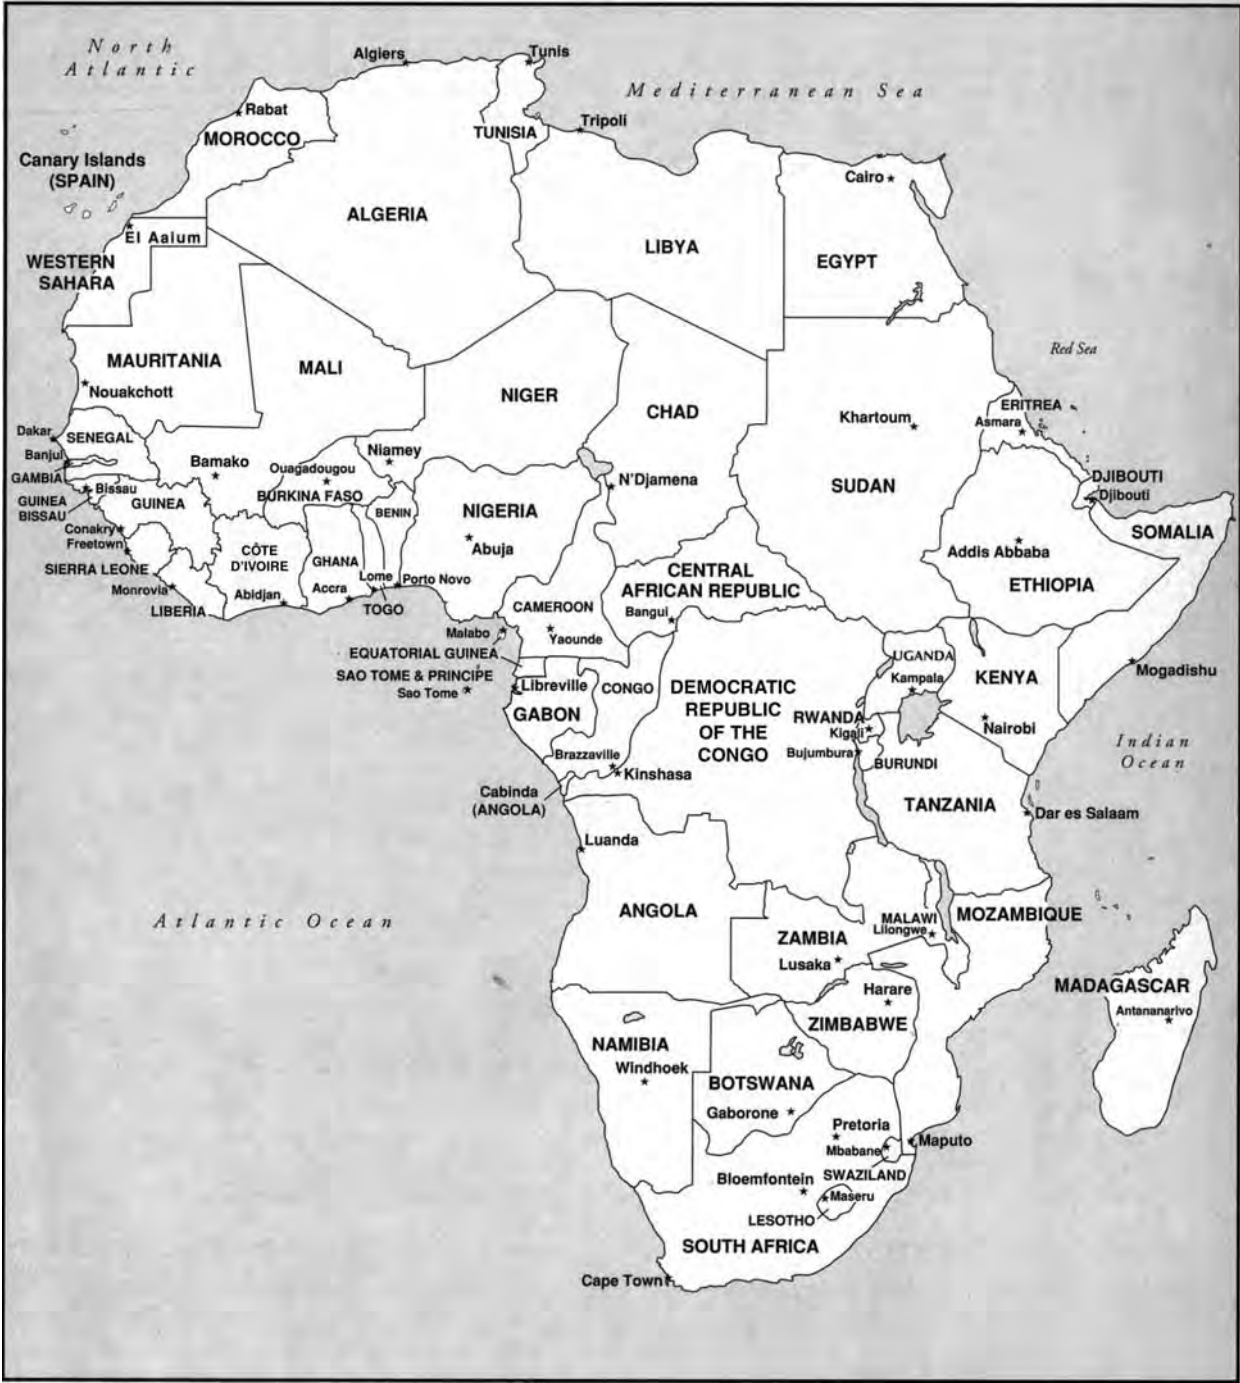 North
Atlantic
Algiers
Tunis
Mediterranean Sea
Rabat
MOROCCO
TUNISIA
Tripoli
Canary Islands
(SPAIN)
Cairo
ALGERIA
El Aaium
LIBYA
EGYPT
WESTERN
SAHARA
Red Sea
MAURITANIA
Nouakchott
MALI
NIGER
CHAD
Khartoum
ERITREA
Asmara
Dakar
SENEGAL
Banjul
GAMBIA
Bamako
Niamey
Ouagadougou
BURKINA FASO
N'Djamena
SUDAN
DJIBOUTI
Djibouti
Bissau
GUINEA
BISSAU
GUINEA
BENIN
NIGERIA
Abuja
SOMALIA
Conakry
Freetown
SIERRA LEONE
CÔTE
D'IVOIRE
GHANA
Addis Abbaba
ETHIOPIA
CENTRAL
AFRICAN REPUBLIC
Bangui
Monrovia
LIBERIA
Abidjan
Accra
Lome
TOGO
Porto Novo
CAMEROON
Yaounde
Malabo
EQUATORIAL GUINEA
SAO TOME & PRINCIPE
Sao Tome
Libreville
GABON
CONGO
DEMOCRATIC
REPUBLIC
OF THE
CONGO
UGANDA
Kampala
KENYA
Nairobi
Mogadishu
RWANDA
Kigali
Bujumbura
BURUNDI
Indian
Ocean
Brazzaville
Kinshasa
Cabinda
(ANGOLA)
TANZANIA
Dar es Salaam
Luanda
Atlantic Ocean
ANGOLA
ZAMBIA
Lusaka
MALAWI
Lilongwe
MOZAMBIQUE
MADAGASCAR
Antananarivo
Harare
ZIMBABWE
NAMIBIA
Windhoek
BOTSWANA
Gaborone
Pretoria
Mbabane
Maputo
SWAZILAND
Bloemfontein
Maseru
LESOTHO
SOUTH AFRICA
Cape Town